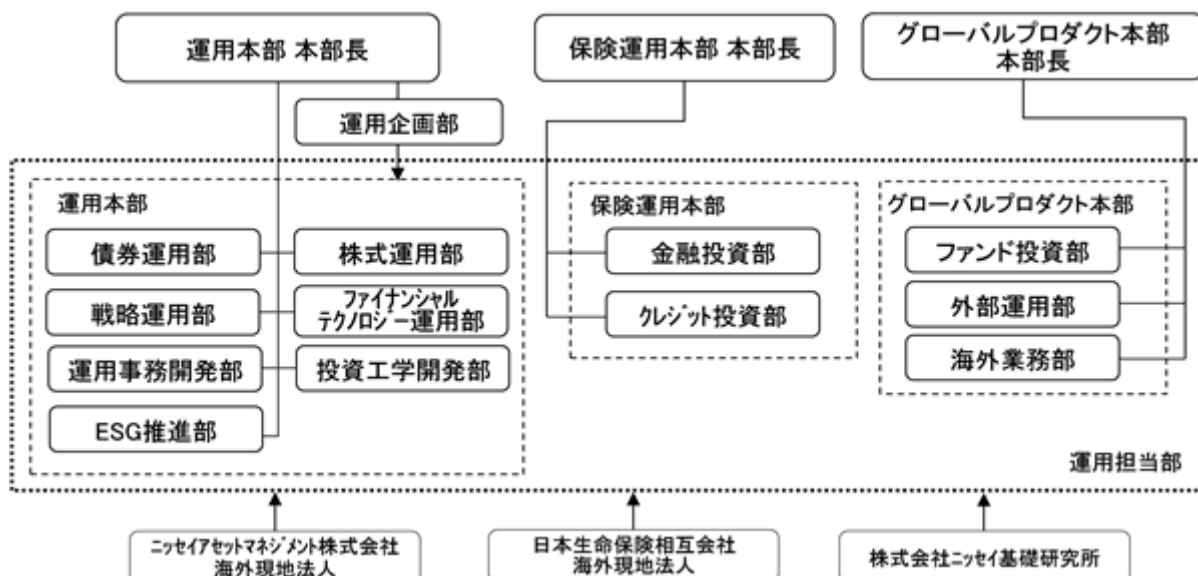 運用本部 本部長
保険運用本部 本部長
グローバルプロダクト本部
本部長
運用企画部
運用本部
債券運用部
株式運用部
戦略運用部
ファイナンシャル
テクノロジー運用部
運用事務開発部
投資工学開発部
ESG推進部
保険運用本部
金融投資部
クレジット投資部
グローバルプロダクト本部
ファンド投資部
外部運用部
海外業務部
運用担当部
ニッセイアセットマネジメント株式会社
海外現地法人
日本生命保険相互会社
海外現地法人
株式会社ニッセイ基礎研究所